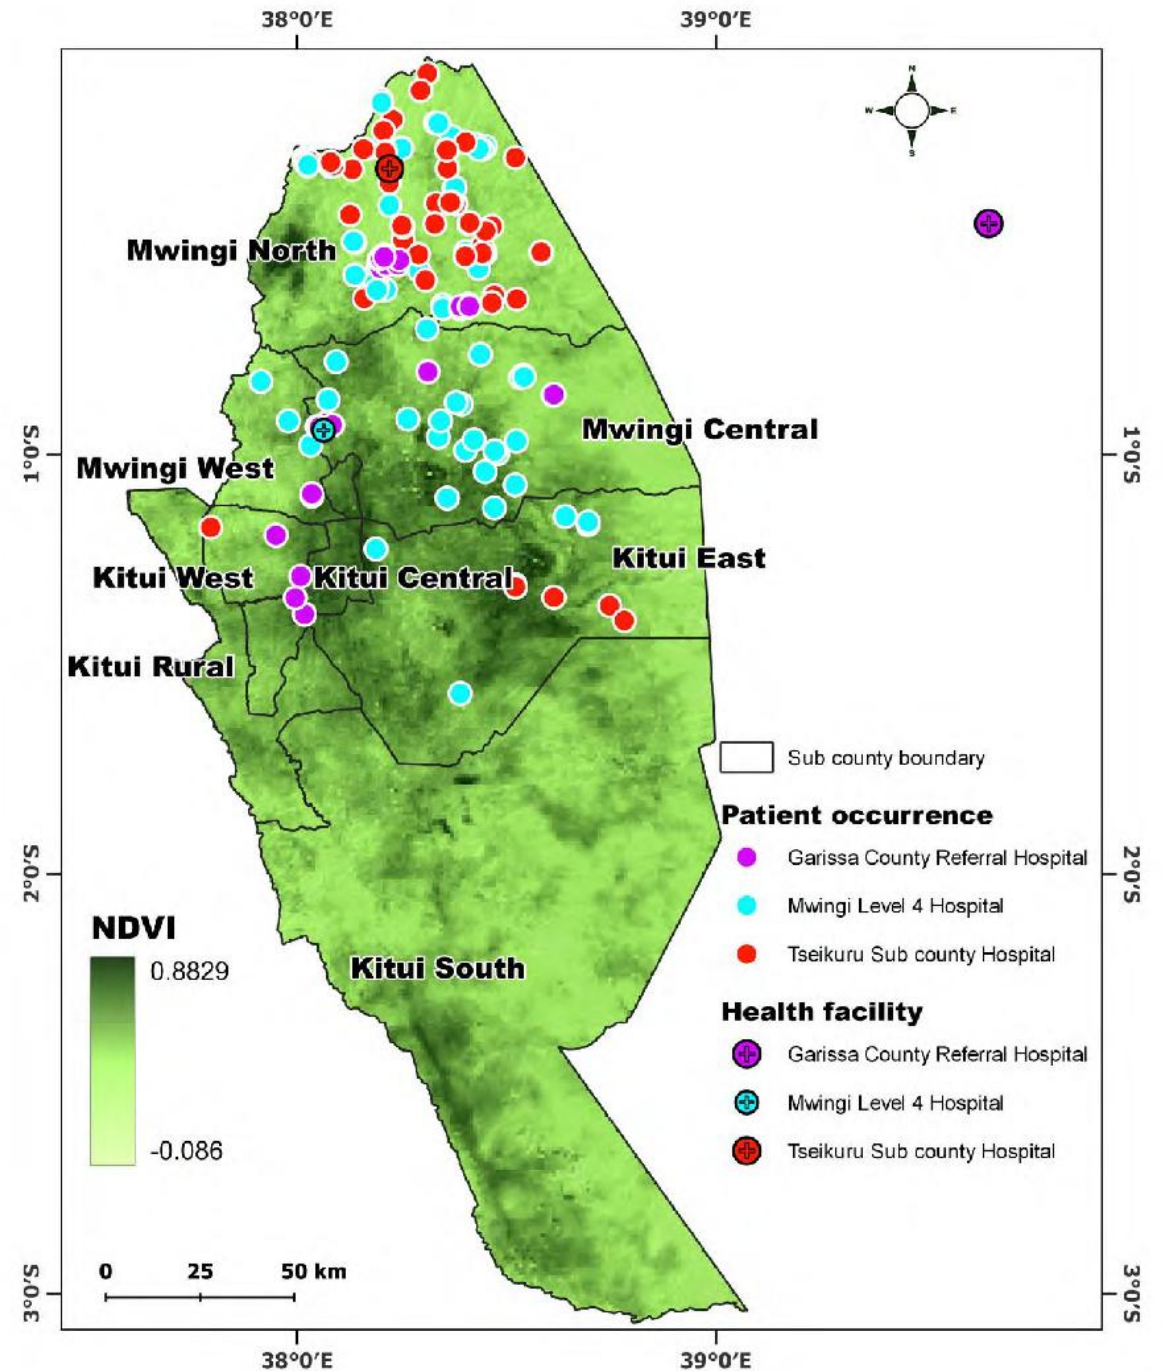 38°0'E 39°0'E
N
W E
S
Mwingi North
Mwingi Central
1°0'S 1°0'S
Mwingi West
Kitui East
Kitui West Kitui Central
Kitui Rural
Sub county boundary
Patient occurrence
Garissa County Referral Hospital
2°0'S 2°0'S
Mwingi Level 4 Hospital
NDVI
Tseikuru Sub county Hospital
0.8829
Kitui South
Health facility
Garissa County Referral Hospital
Mwingi Level 4 Hospital
-0.086
Tseikuru Sub county Hospital
0 25 50 km
3°0'S 3°0'S
38°0'E 39°0'E